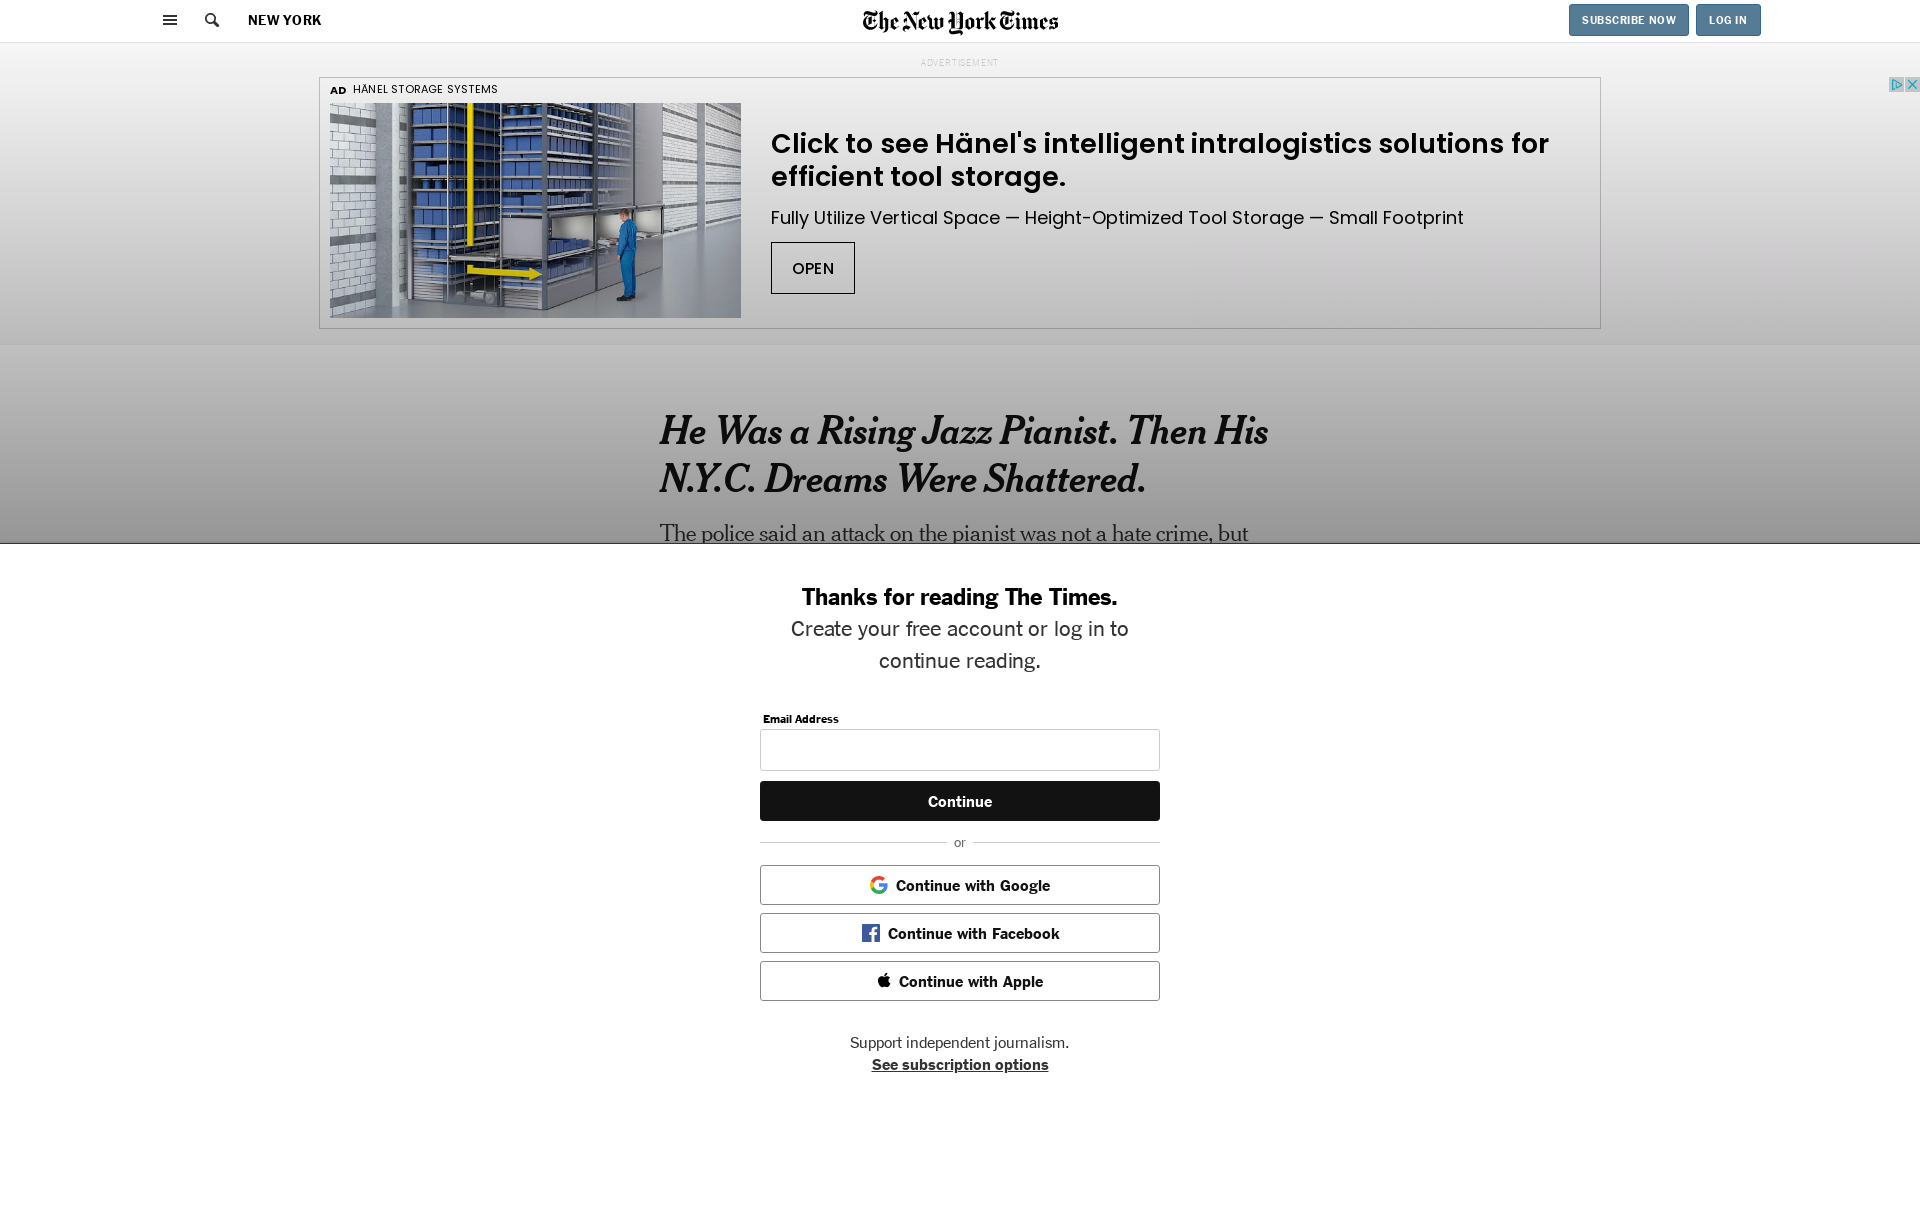 NEW YORK
The New York Times
SUBSCRIBE NOW
LOG IN
ADVERTISEMENT
AD HÄNEL STORAGE SYSTEMS
Click to see Hänel's intelligent intralogistics solutions for
efficient tool storage.
Fully Utilize Vertical Space — Height-Optimized Tool Storage — Small Footprint
OPEN
He Was a Rising Jazz Pianist. Then His
N.Y.C. Dreams Were Shattered.
The police said an attack on the pianist was not a hate crime, but
Thanks for reading The Times.
Create your free account or log in to
continue reading.
Email Address
Continue
or
Continue with Google
Continue with Facebook
Continue with Apple
Support independent journalism.
See subscription options